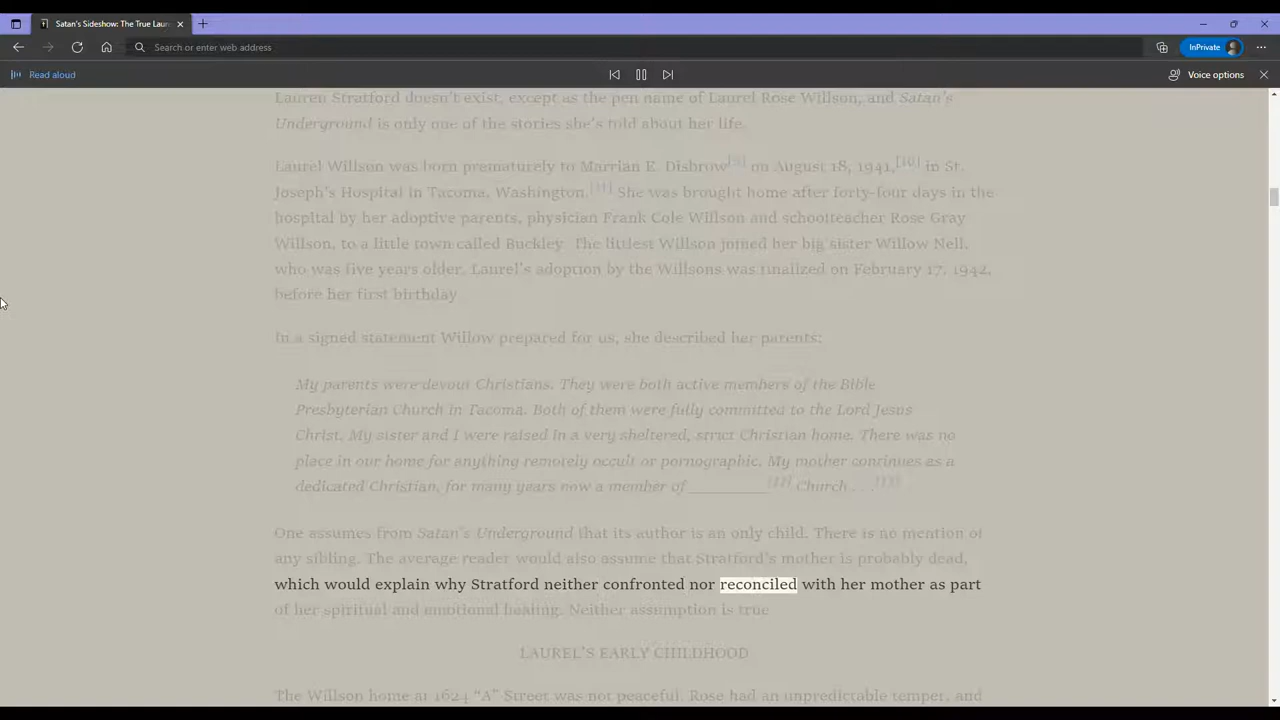 Satan's Sideshow: The True Laur
Search or enter web address
InPrivate
Read aloud
Voice options
Lauren Stratford doesn't exist, except as the pen name of Laurel Rose Willson, and Satan's
Underground is only one of the stories she's told about her life.
Laurel Willson was born prematurely to Marrian E. Disbrow[9] on August 18, 1941,[10] in St.
Joseph's Hospital in Tacoma, Washington.[11] She was brought home after forty-four days in the
hospital by her adoptive parents, physician Frank Cole Willson and schoolteacher Rose Gray
Willson, to a little town called Buckley. The littlest Willson joined her big sister Willow Nell,
who was five years older. Laurel's adoption by the Willsons was finalized on February 17, 1942,
before her first birthday.
In a signed statement Willow prepared for us, she described her parents:
My parents were devout Christians. They were both active members of the Bible
Presbyterian Church in Tacoma. Both of them were fully committed to the Lord Jesus
Christ. My sister and I were raised in a very sheltered, strict Christian home. There was no
place in our home for anything remotely occult or pornographic. My mother continues as a
dedicated Christian, for many years now a member of ________[12] Church . . .[13]
One assumes from Satan's Underground that its author is an only child. There is no mention of
any sibling. The average reader would also assume that Stratford's mother is probably dead,
which would explain why Stratford neither confronted nor reconciled with her mother as part
of her spiritual and emotional healing. Neither assumption is true.
LAUREL'S EARLY CHILDHOOD
The Willson home at 1624 "A" Street was not peaceful. Rose had an unpredictable temper, and